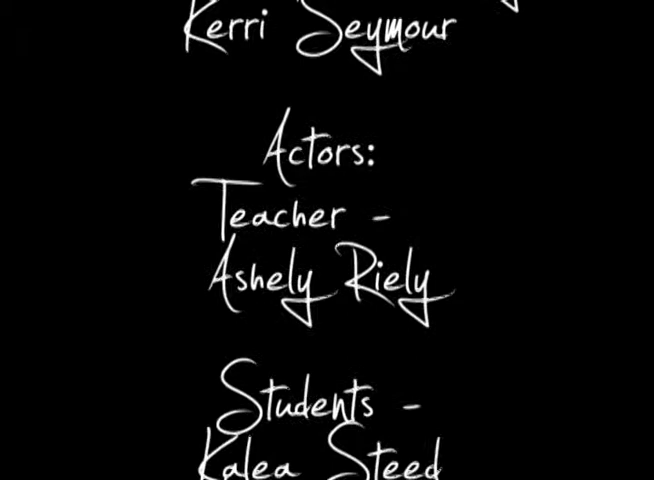 Kerri Seymour
Actors:
Teacher -
Ashely Riely
Students -
Kalea Steed